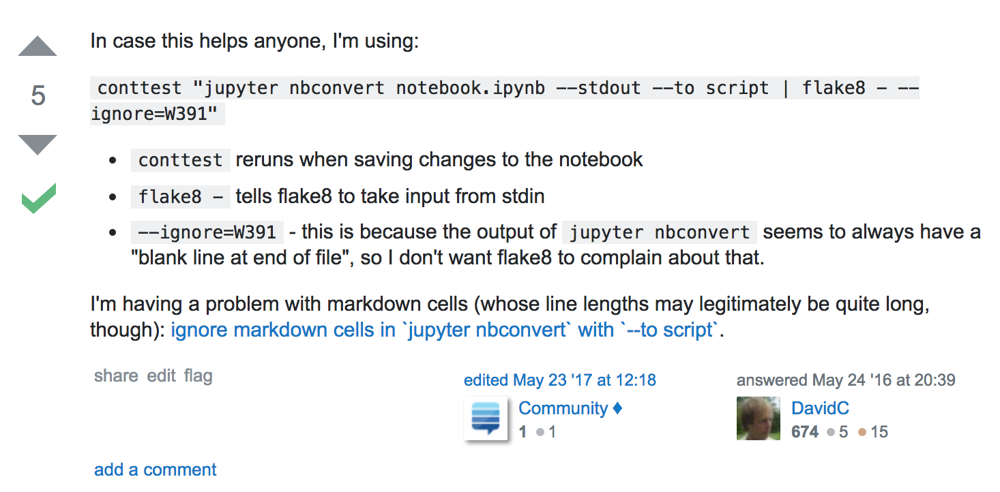 In case this helps anyone, I'm using:
5
conttest "jupyter nbconvert notebook.ipynb --stdout --to script | flake8 - --
ignore=W391"
• conttest reruns when saving changes to the notebook
• flake8 - tells flake8 to take input from stdin
• --ignore=W391 - this is because the output of jupyter nbconvert seems to always have a
"blank line at end of file", so I don't want flake8 to complain about that.
I'm having a problem with markdown cells (whose line lengths may legitimately be quite long,
though): ignore markdown cells in `jupyter nbconvert` with `--to script`.
share edit flag
edited May 23 '17 at 12:18
Community ♦
1 ● 1
answered May 24 '16 at 20:39
DavidC
674 ● 5 ● 15
add a comment